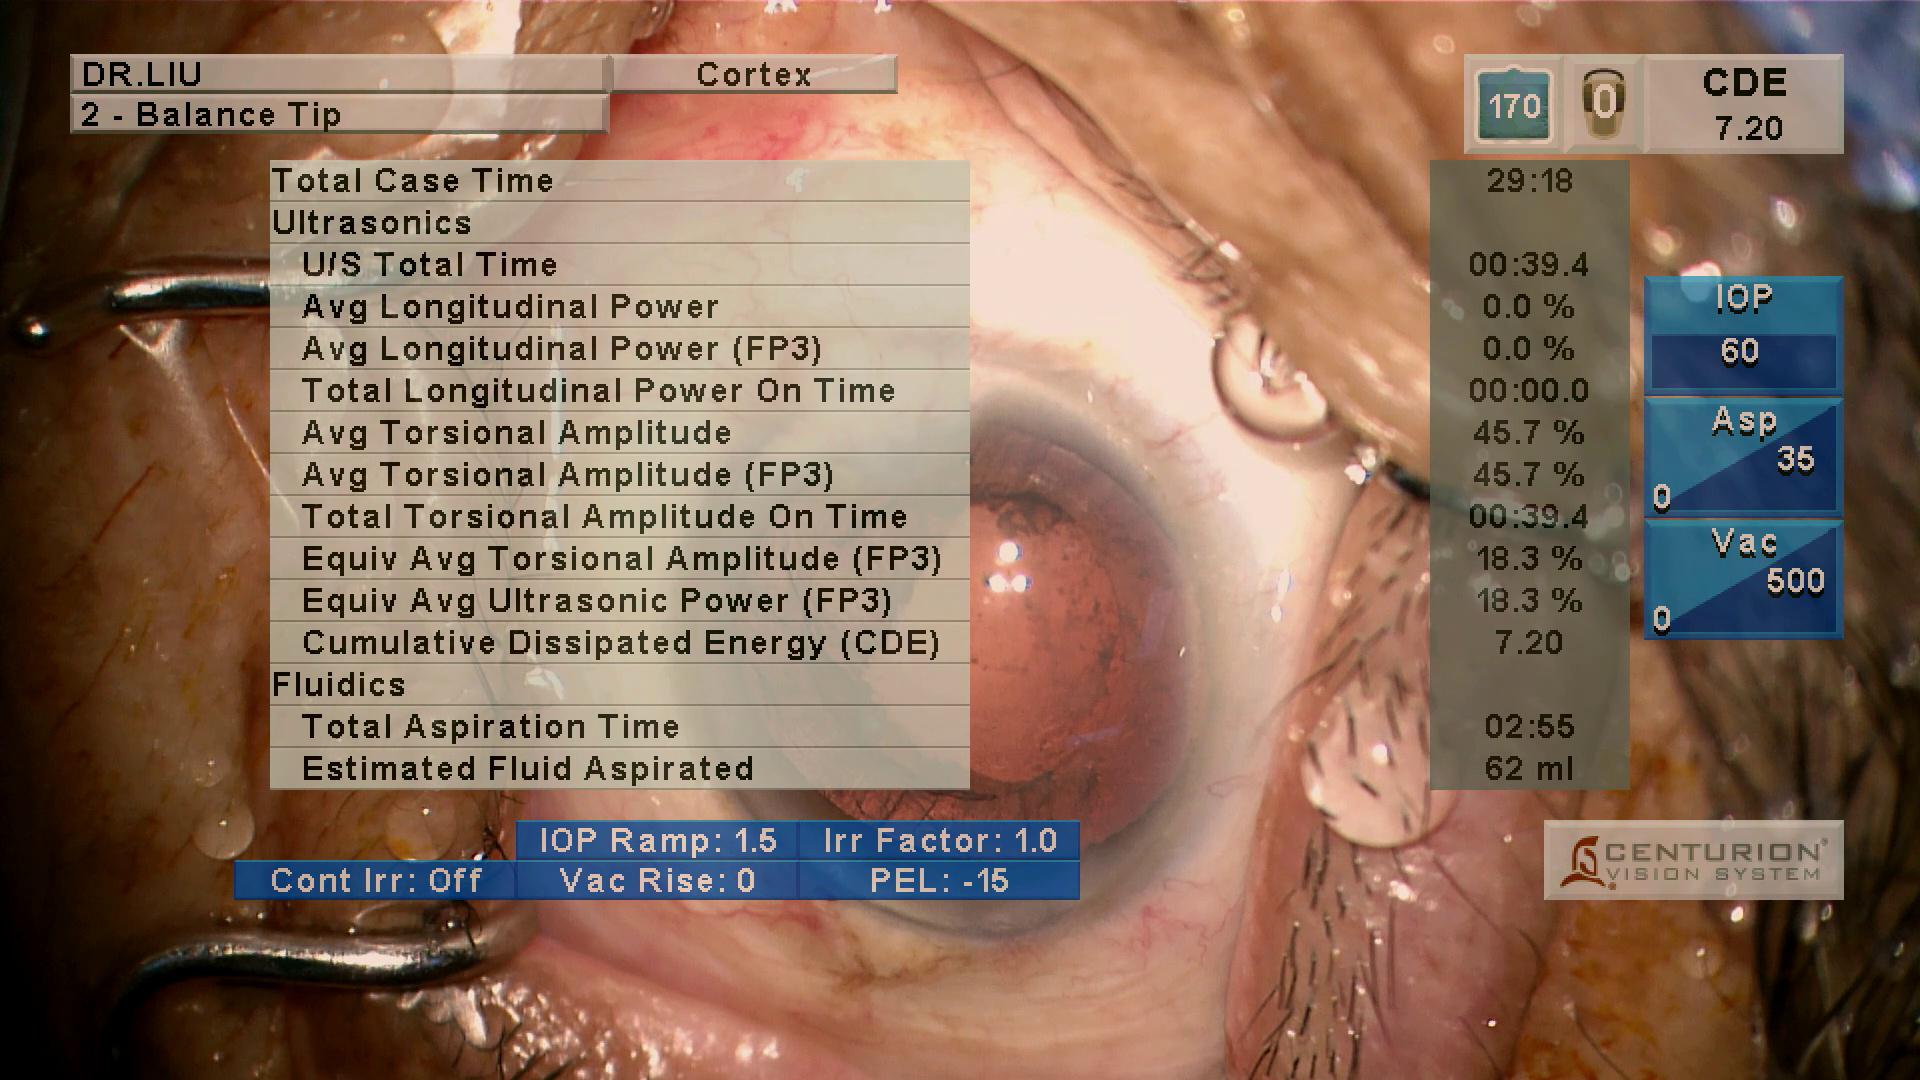 DR.LIU
Cortex
2 - Balance Tip
170
0
CDE
7.20
Total Case Time 29:18
Ultrasonics
U/S Total Time 00:39.4
Avg Longitudinal Power 0.0 %
Avg Longitudinal Power (FP3) 0.0 %
Total Longitudinal Power On Time 00:00.0
Avg Torsional Amplitude 45.7 %
Avg Torsional Amplitude (FP3) 45.7 %
Total Torsional Amplitude On Time 00:39.4
Equiv Avg Torsional Amplitude (FP3) 18.3 %
Equiv Avg Ultrasonic Power (FP3) 18.3 %
Cumulative Dissipated Energy (CDE) 7.20
Fluidics
Total Aspiration Time 02:55
Estimated Fluid Aspirated 62 ml
IOP
60
Asp
35
0
Vac
500
0
IOP Ramp: 1.5 Irr Factor: 1.0
Cont Irr: Off Vac Rise: 0 PEL: -15
CENTURION®
VISION SYSTEM